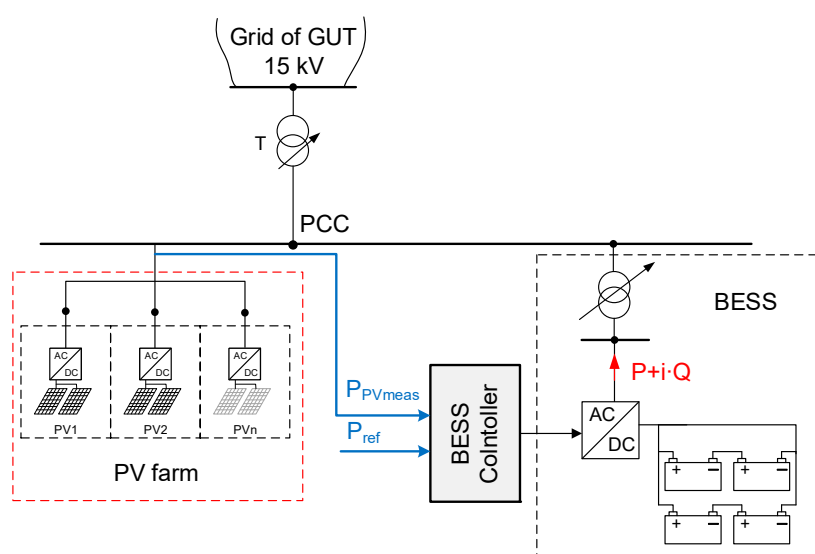 Grid of GUT
15 kV
T
PCC
BESS
P+i·Q
AC
DC
AC
DC
AC
DC
PV1
PV2
PVn
PV farm
PPVmeas
Pref
BESS
Colntoller
AC
DC
+ − + −
+ − + −